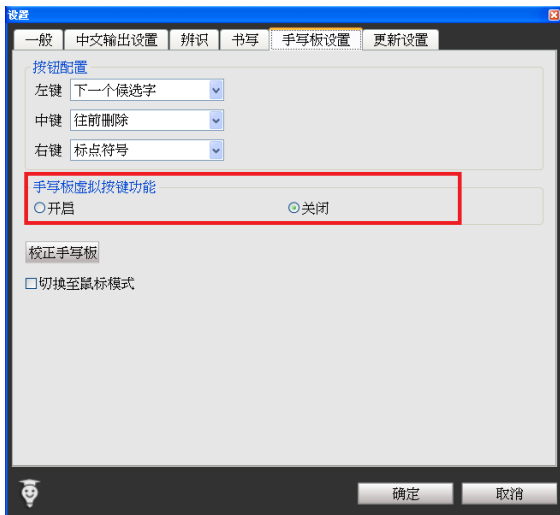 设置
一般 中文输出设置 辨识 书写 手写板设置 更新设置
按钮配置
左键 下一个候选字
中键 往前删除
右键 标点符号
手写板虚拟按键功能
开启 关闭
校正手写板
切换至鼠标模式
确定 取消